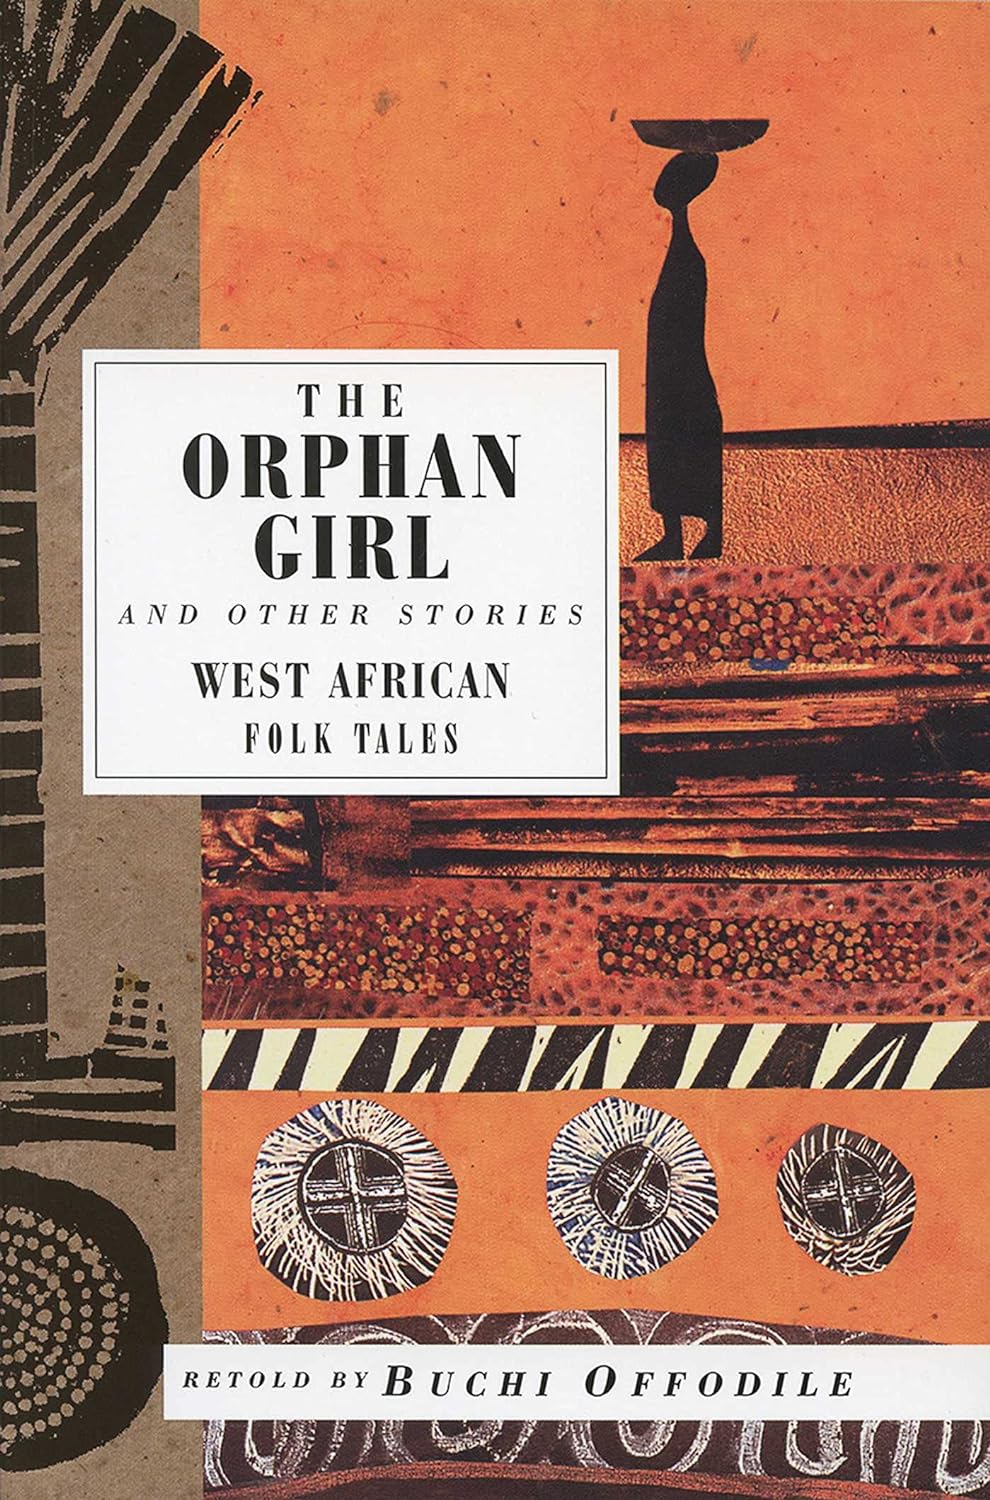 THE
ORPHAN
GIRL
AND OTHER STORIES
WEST AFRICAN
FOLK TALES
RETOLD BY BUCHI OFFODILE